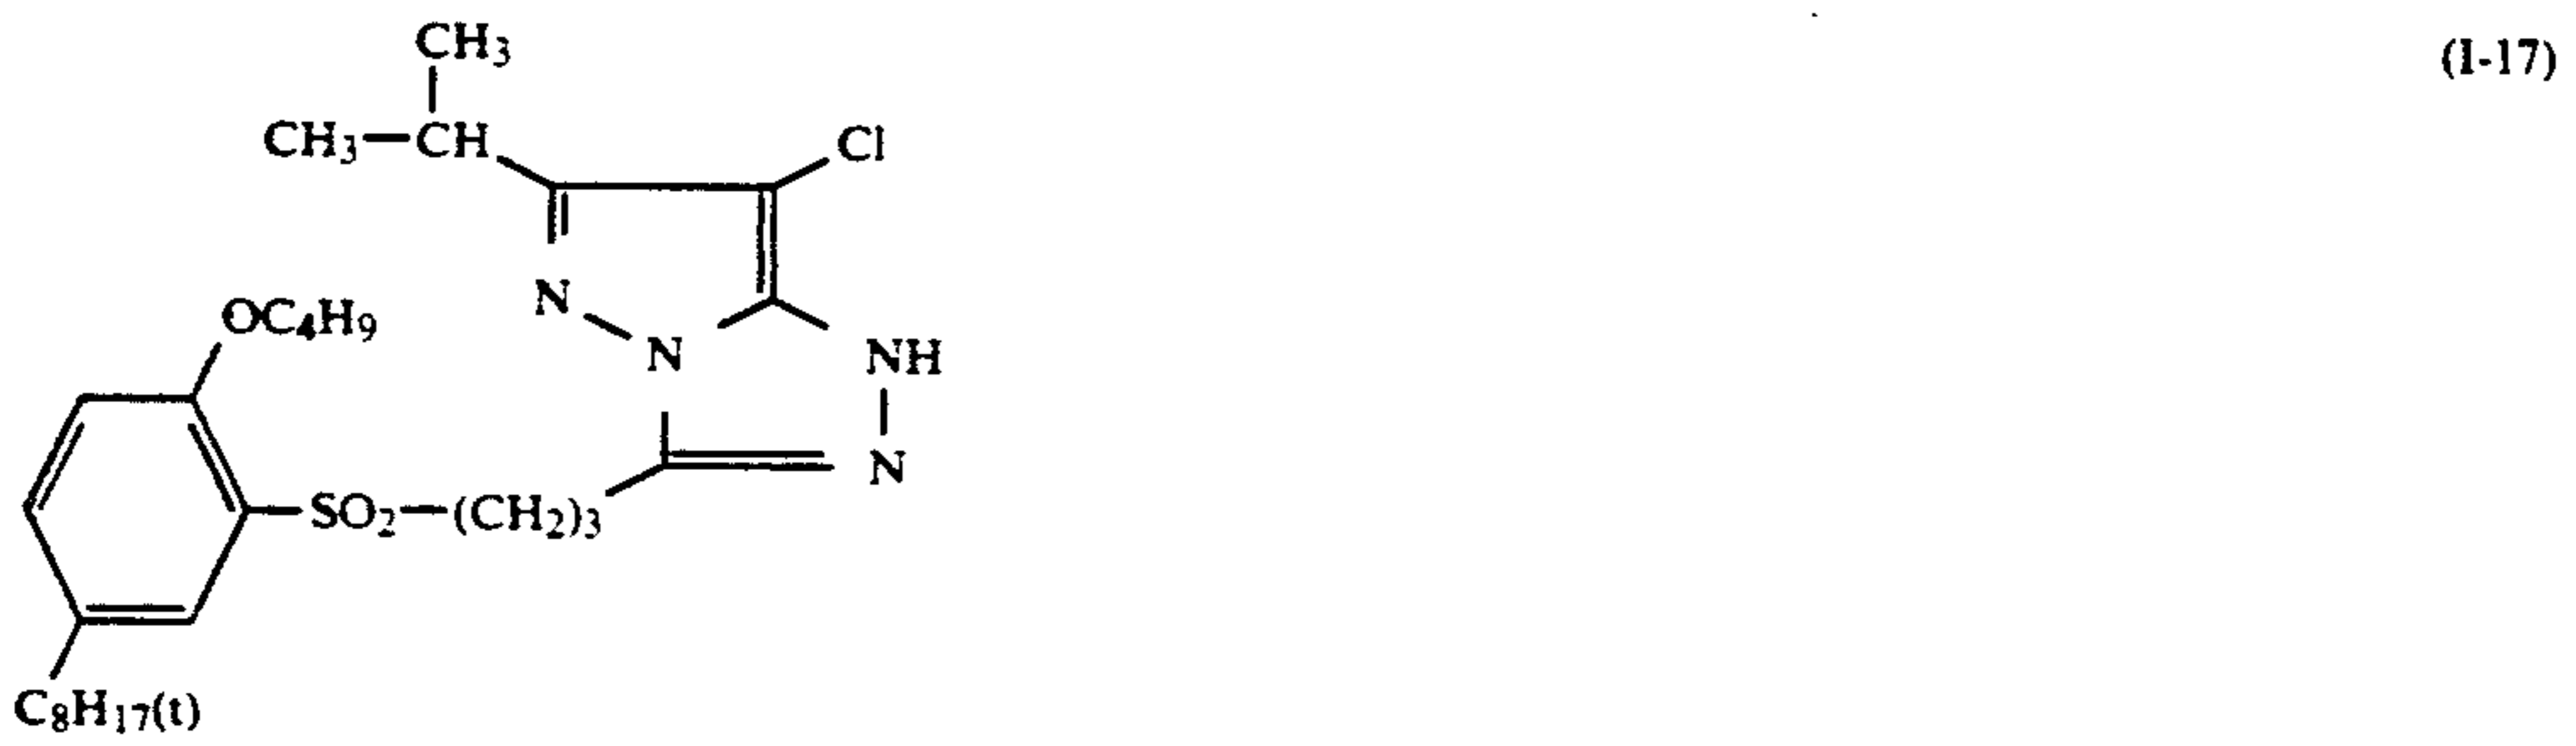 CH3
(I-17)
CH3—CH
Cl
N
OC4H9
N
NH
N
SO2—(CH2)3
C8H17(t)